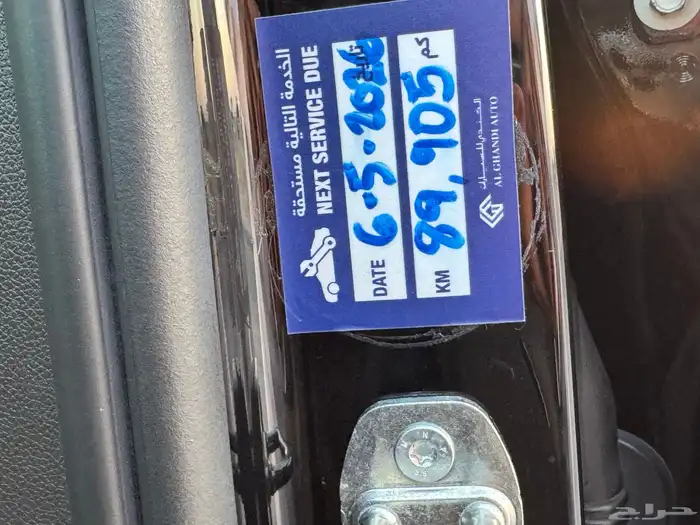 الخدمة التالية مستحقة
NEXT SERVICE DUE
DATE 6-5-2026 تاريخ
KM 89,905 كم
الغندي للسيارات
AL GHANDI AUTO
حراج